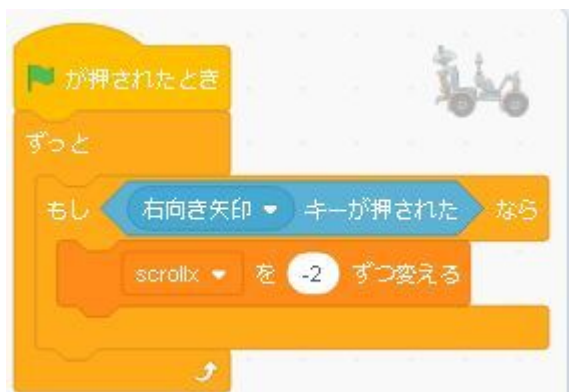 が押されたとき
ずっと
もし 右向き矢印 キーが押された なら
scrollx を -2 ずつ変える